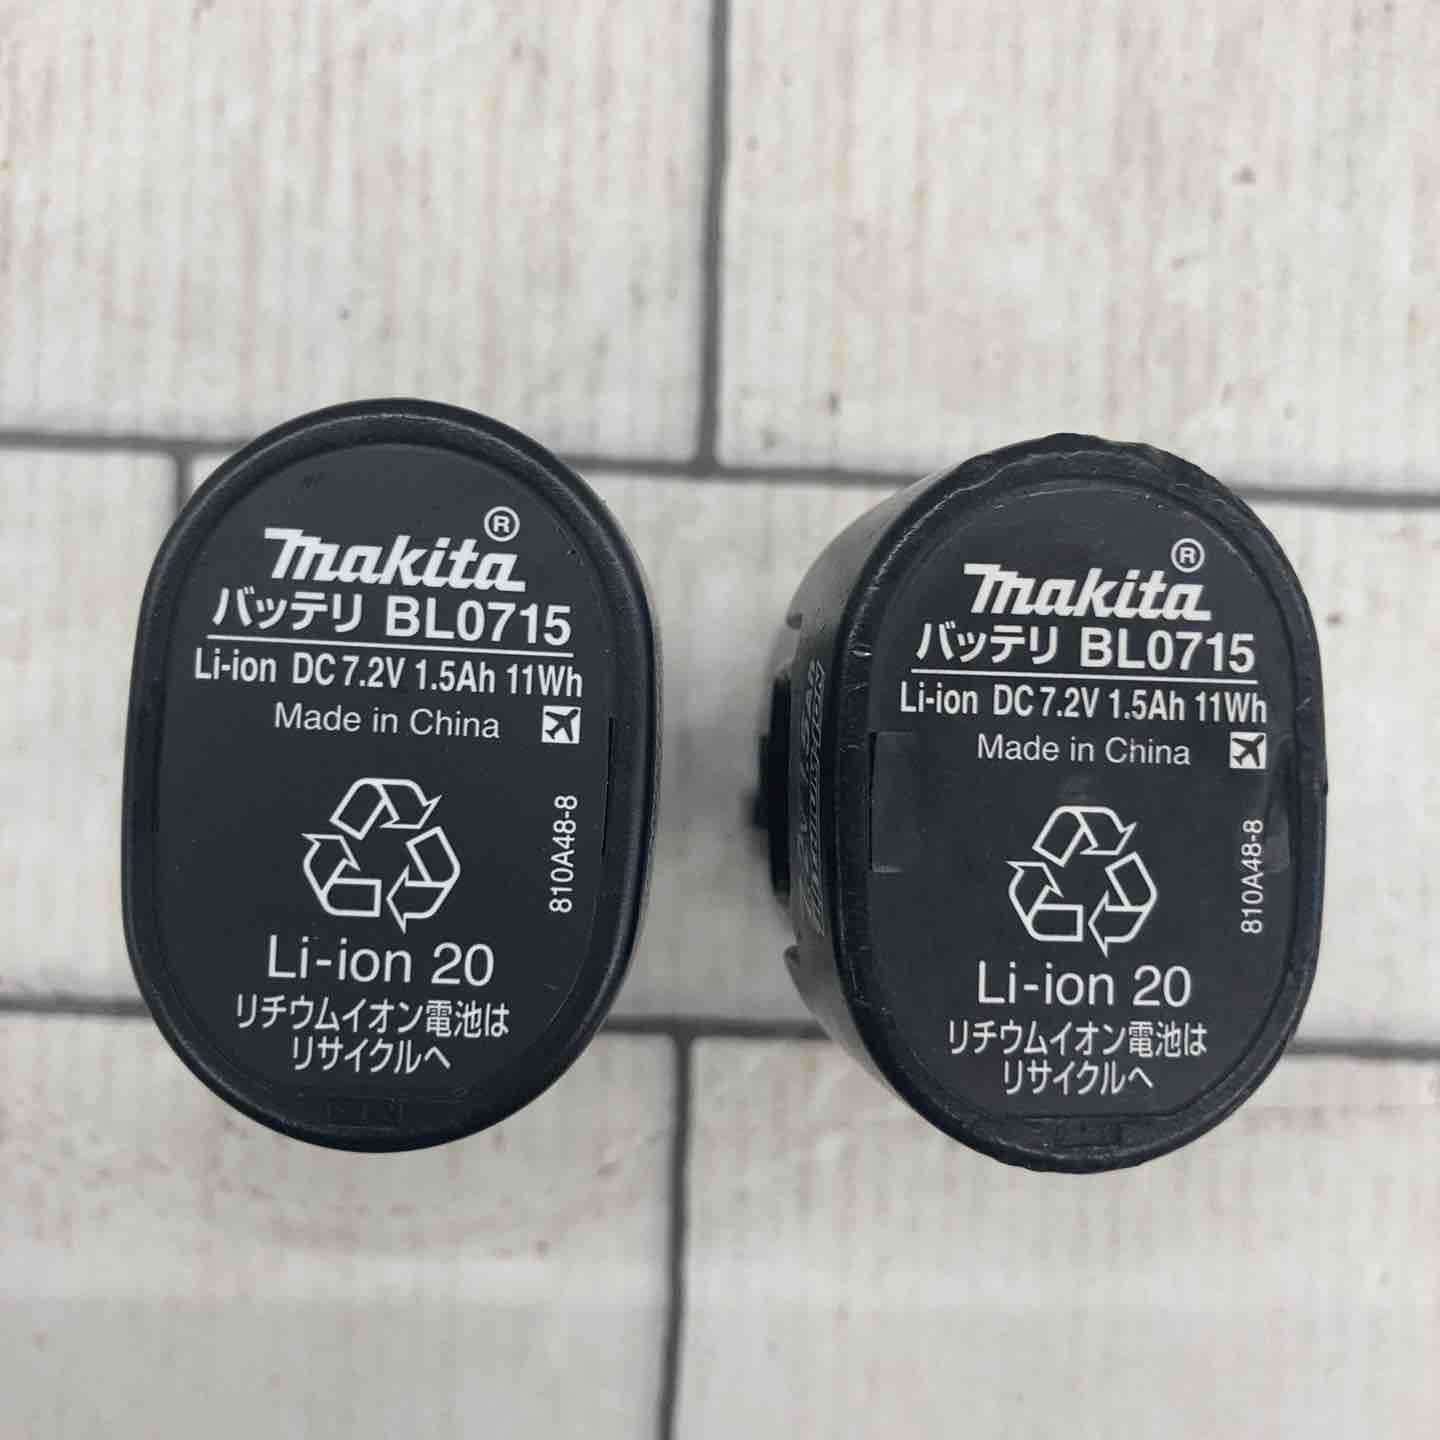 makita®
バッテリ BL0715
Li-ion DC 7.2V 1.5Ah 11Wh
Made in China
810A48-8
Li-ion 20
リチウムイオン電池は
リサイクルへ
makita®
バッテリ BL0715
Li-ion DC 7.2V 1.5Ah 11Wh
Made in China
810A48-8
Li-ion 20
リチウムイオン電池は
リサイクルへ